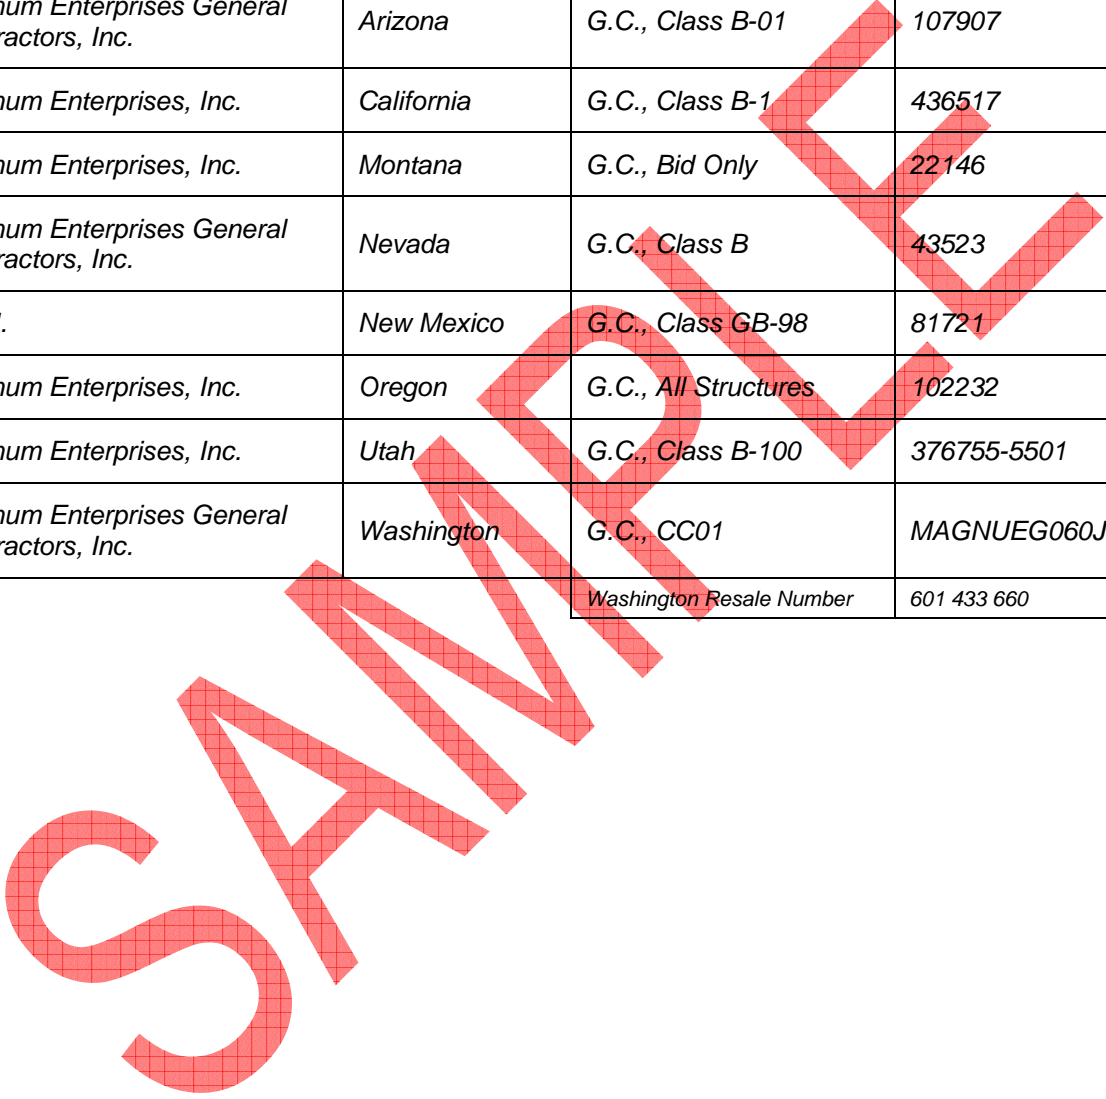 num Enterprises General
ractors, Inc.
Arizona
G.C., Class B-01
107907
num Enterprises, Inc.
California
G.C., Class B-1
436517
num Enterprises, Inc.
Montana
G.C., Bid Only
22146
num Enterprises General
ractors, Inc.
Nevada
G.C., Class B
43523
.
New Mexico
G.C., Class GB-98
81721
num Enterprises, Inc.
Oregon
G.C., All Structures
102232
num Enterprises, Inc.
Utah
G.C., Class B-100
376755-5501
num Enterprises General
ractors, Inc.
Washington
G.C., CC01
MAGNUEG060J
Washington Resale Number
601 433 660
SAMPLE